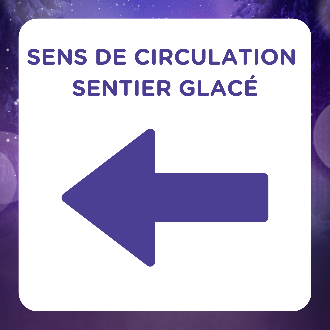 SENS DE CIRCULATION
SENTIER GLACÉ